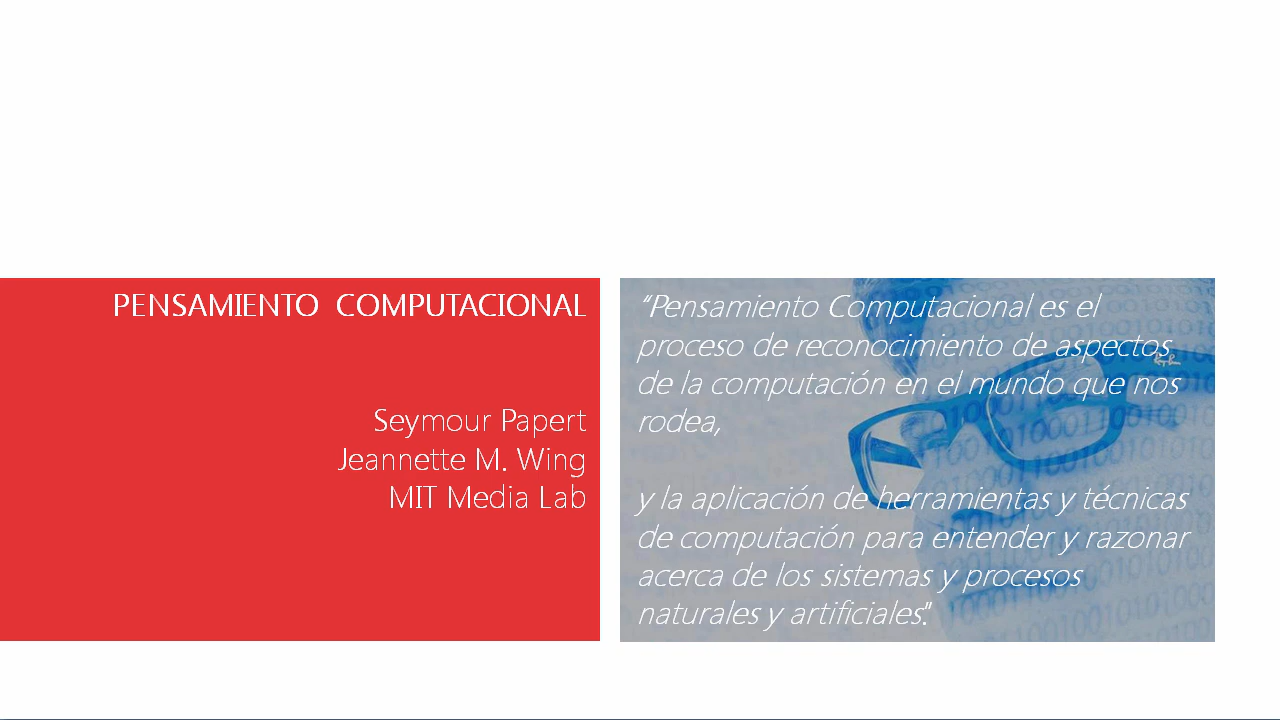 PENSAMIENTO COMPUTACIONAL
Seymour Papert
Jeannette M. Wing
MIT Media Lab
“Pensamiento Computacional es el
proceso de reconocimiento de aspectos
de la computación en el mundo que nos
rodea,
y la aplicación de herramientas y técnicas
de computación para entender y razonar
acerca de los sistemas y procesos
naturales y artificiales."